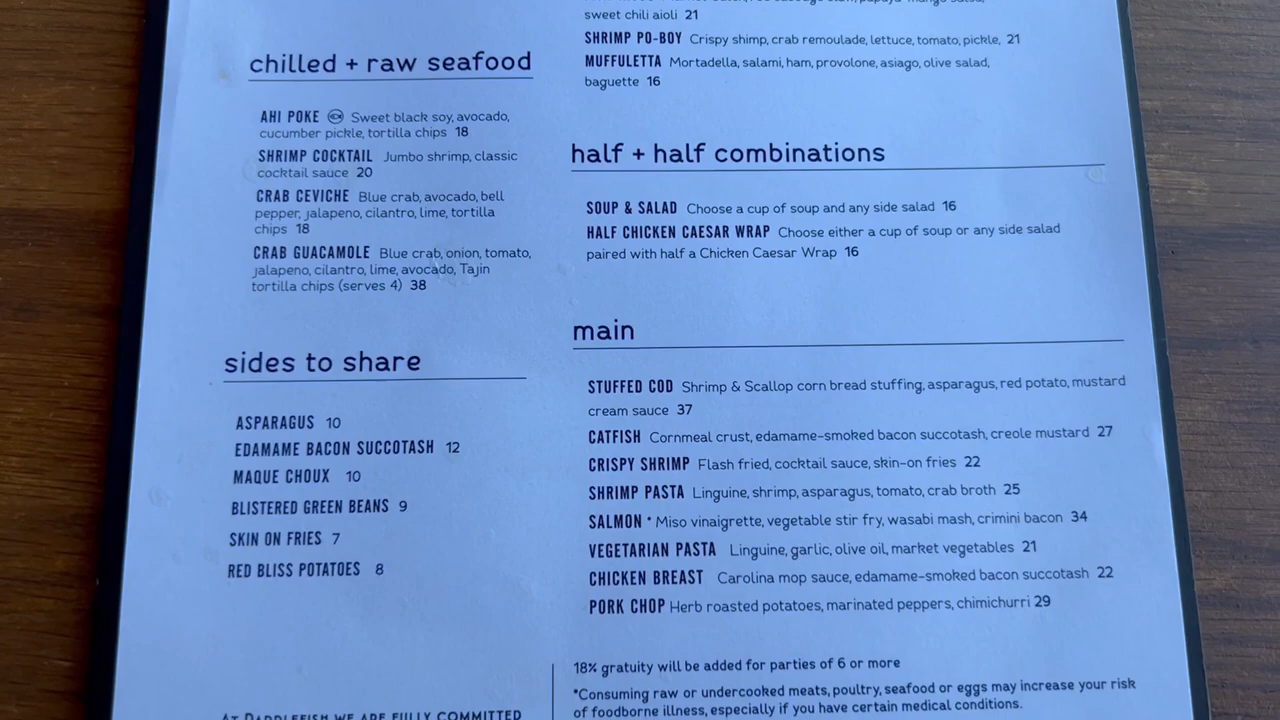 chilled + raw seafood
AHI POKE Sweet black soy, avocado,
cucumber pickle, tortilla chips 18
SHRIMP COCKTAIL Jumbo shrimp, classic
cocktail sauce 20
CRAB CEVICHE Blue crab, avocado, bell
pepper, jalapeno, cilantro, lime, tortilla
chips 18
CRAB GUACAMOLE Blue crab, onion, tomato,
jalapeno, cilantro, lime, avocado, Tajin
tortilla chips (serves 4) 38
sides to share
ASPARAGUS 10
EDAMAME BACON SUCCOTASH 12
MAQUE CHOUX 10
BLISTERED GREEN BEANS 9
SKIN ON FRIES 7
RED BLISS POTATOES 8
AT PADDLEFISH WE ARE FULLY COMMITTED
sweet chili aioli 21
SHRIMP PO-BOY Crispy shimp, crab remoulade, lettuce, tomato, pickle, 21
MUFFULETTA Mortadella, salami, ham, provolone, asiago, olive salad,
baguette 16
half + half combinations
SOUP & SALAD Choose a cup of soup and any side salad 16
HALF CHICKEN CAESAR WRAP Choose either a cup of soup or any side salad
paired with half a Chicken Caesar Wrap 16
main
STUFFED COD Shrimp & Scallop corn bread stuffing, asparagus, red potato, mustard
cream sauce 37
CATFISH Cornmeal crust, edamame-smoked bacon succotash, creole mustard 27
CRISPY SHRIMP Flash fried, cocktail sauce, skin-on fries 22
SHRIMP PASTA Linguine, shrimp, asparagus, tomato, crab broth 25
SALMON * Miso vinaigrette, vegetable stir fry, wasabi mash, crimini bacon 34
VEGETARIAN PASTA Linguine, garlic, olive oil, market vegetables 21
CHICKEN BREAST Carolina mop sauce, edamame-smoked bacon succotash 22
PORK CHOP Herb roasted potatoes, marinated peppers, chimichurri 29
18% gratuity will be added for parties of 6 or more
*Consuming raw or undercooked meats, poultry, seafood or eggs may increase your risk
of foodborne illness, especially if you have certain medical conditions.